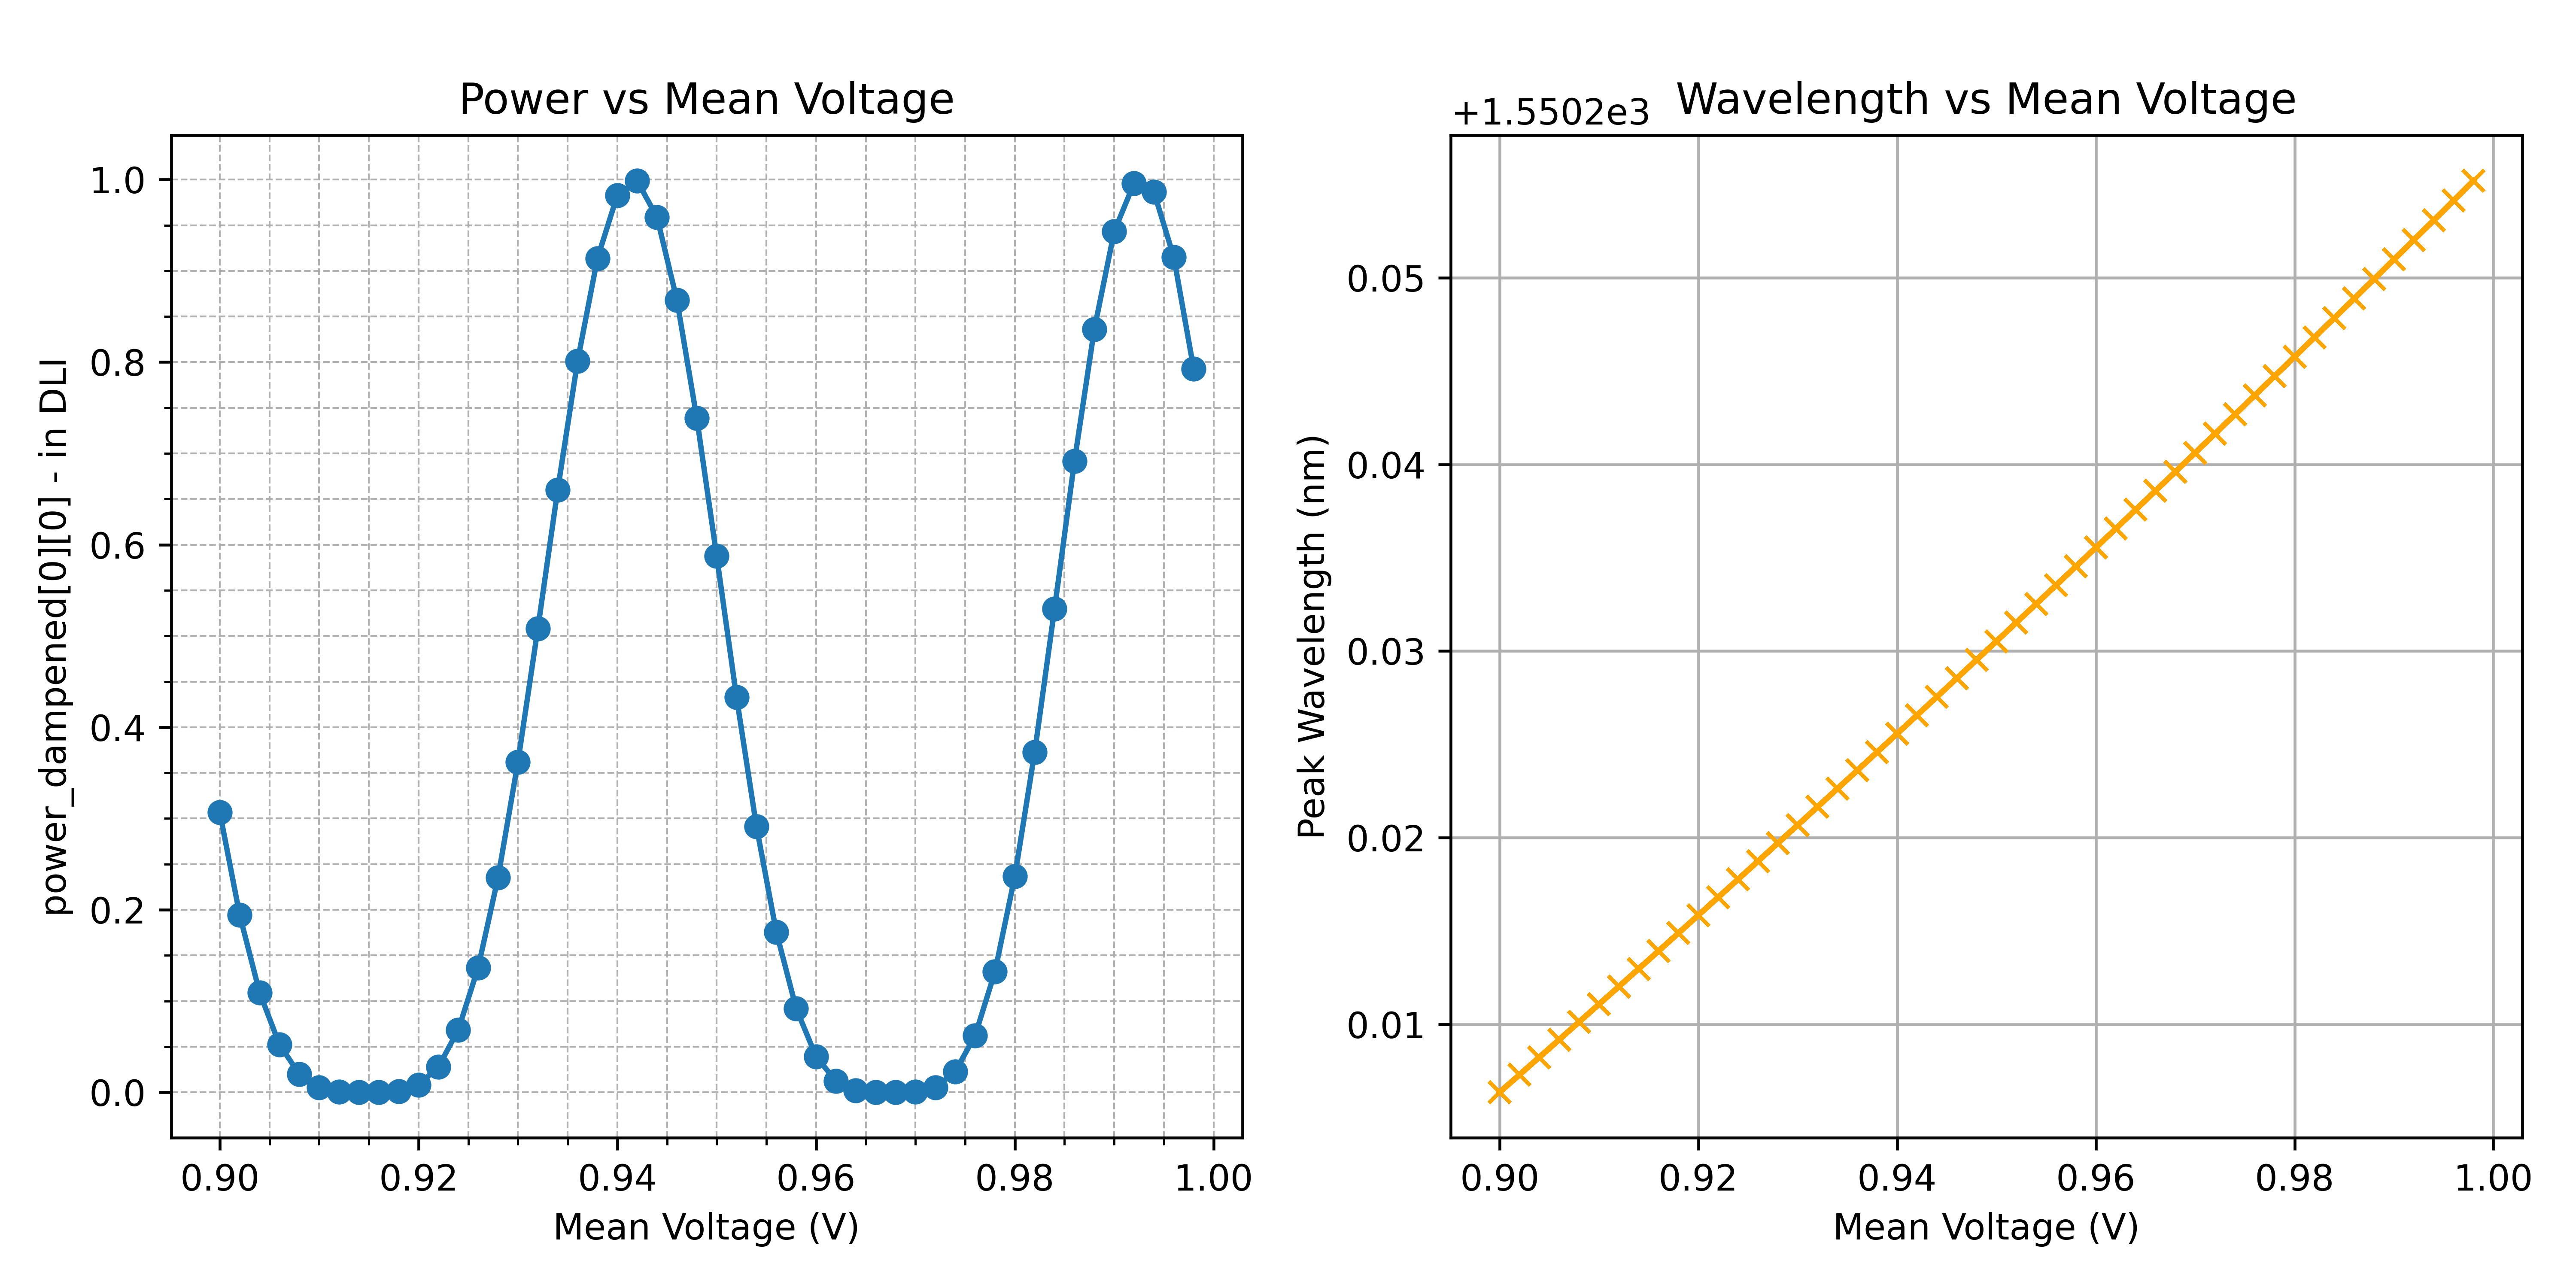 Power vs Mean Voltage
power_dampened[0][0] - in DLI
1.0
0.8
0.6
0.4
0.2
0.0
0.90 0.92 0.94 0.96 0.98 1.00
Mean Voltage (V)
Wavelength vs Mean Voltage
+1.5502e3
Peak Wavelength (nm)
0.05
0.04
0.03
0.02
0.01
0.90 0.92 0.94 0.96 0.98 1.00
Mean Voltage (V)